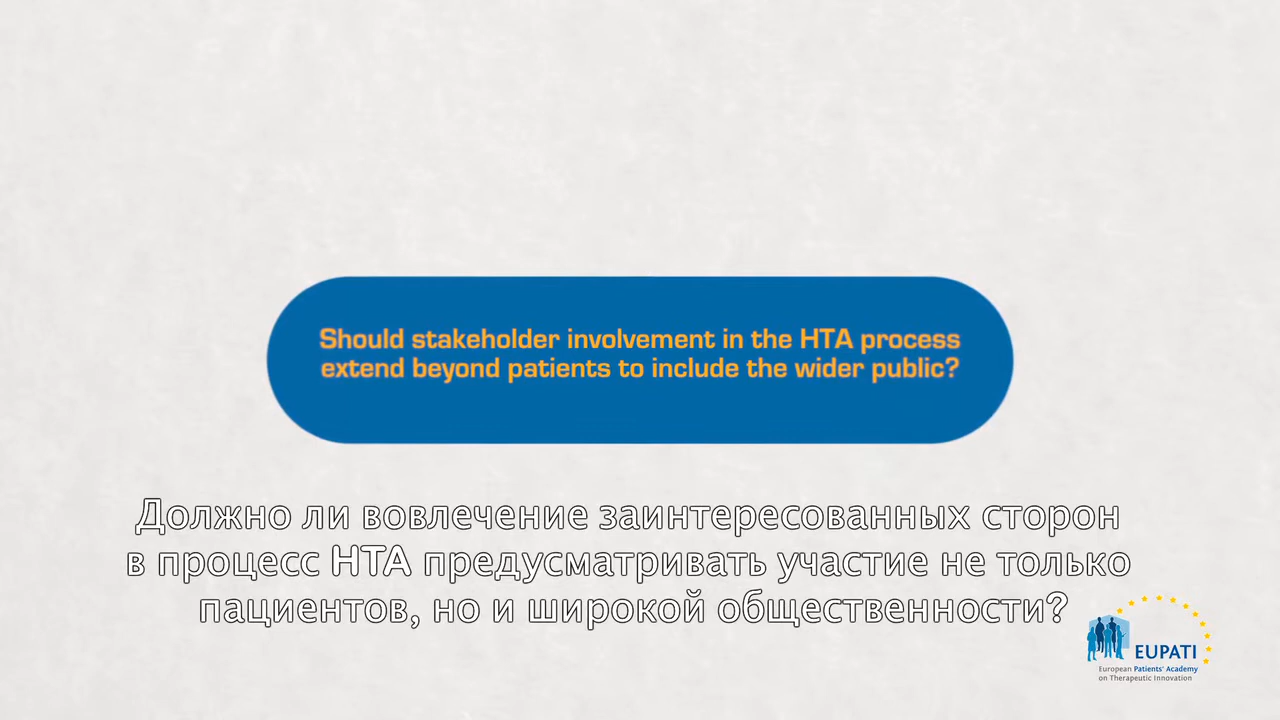 Should stakeholder involvement in the HTA process
extend beyond patients to include the wider public?
Должно ли вовлечение заинтересованных сторон
в процесс НТА предусматривать участие не только
пациентов, но и широкой общественности?
EUPATI
European Patients' Academy
on Therapeutic Innovation